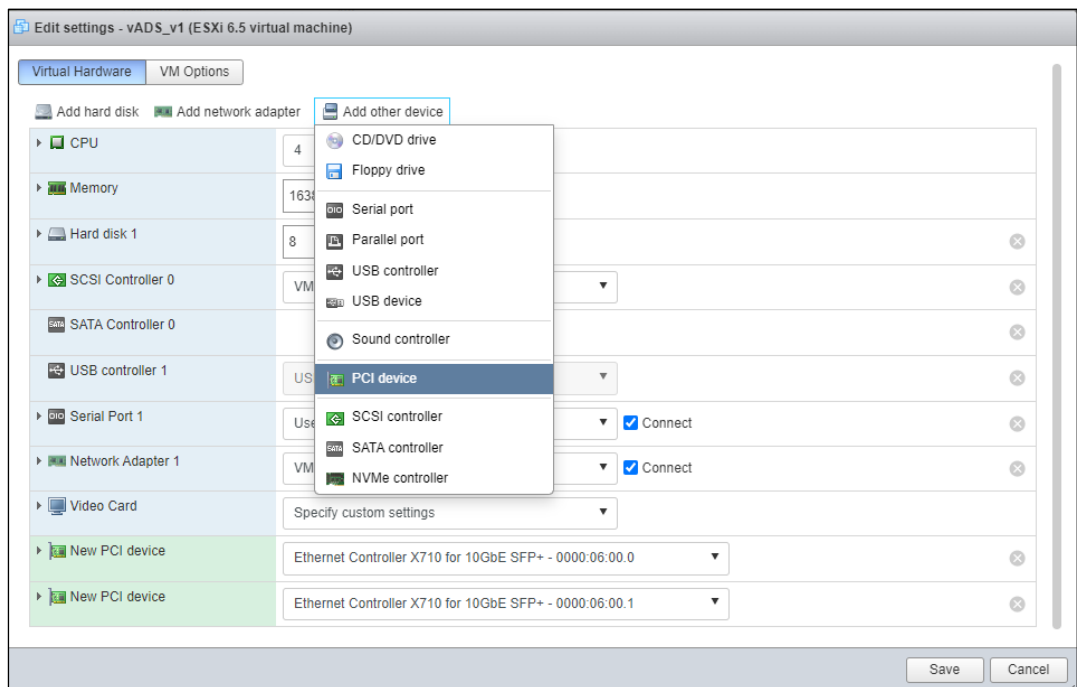 Edit settings - vADS_v1 (ESXi 6.5 virtual machine)
Virtual Hardware VM Options
Add hard disk Add network adapter Add other device
CD/DVD drive
Floppy drive
Serial port
Parallel port
USB controller
USB device
Sound controller
PCI device
SCSI controller
SATA controller
NVMe controller
CPU 4
Memory
Hard disk 1 8
SCSI Controller 0 VM
SATA Controller 0
USB controller 1
Serial Port 1 Connect
Network Adapter 1 VM Connect
Video Card Specify custom settings
New PCI device Ethernet Controller X710 for 10GbE SFP+ - 0000:06:00.0
New PCI device Ethernet Controller X710 for 10GbE SFP+ - 0000:06:00.1
Save Cancel